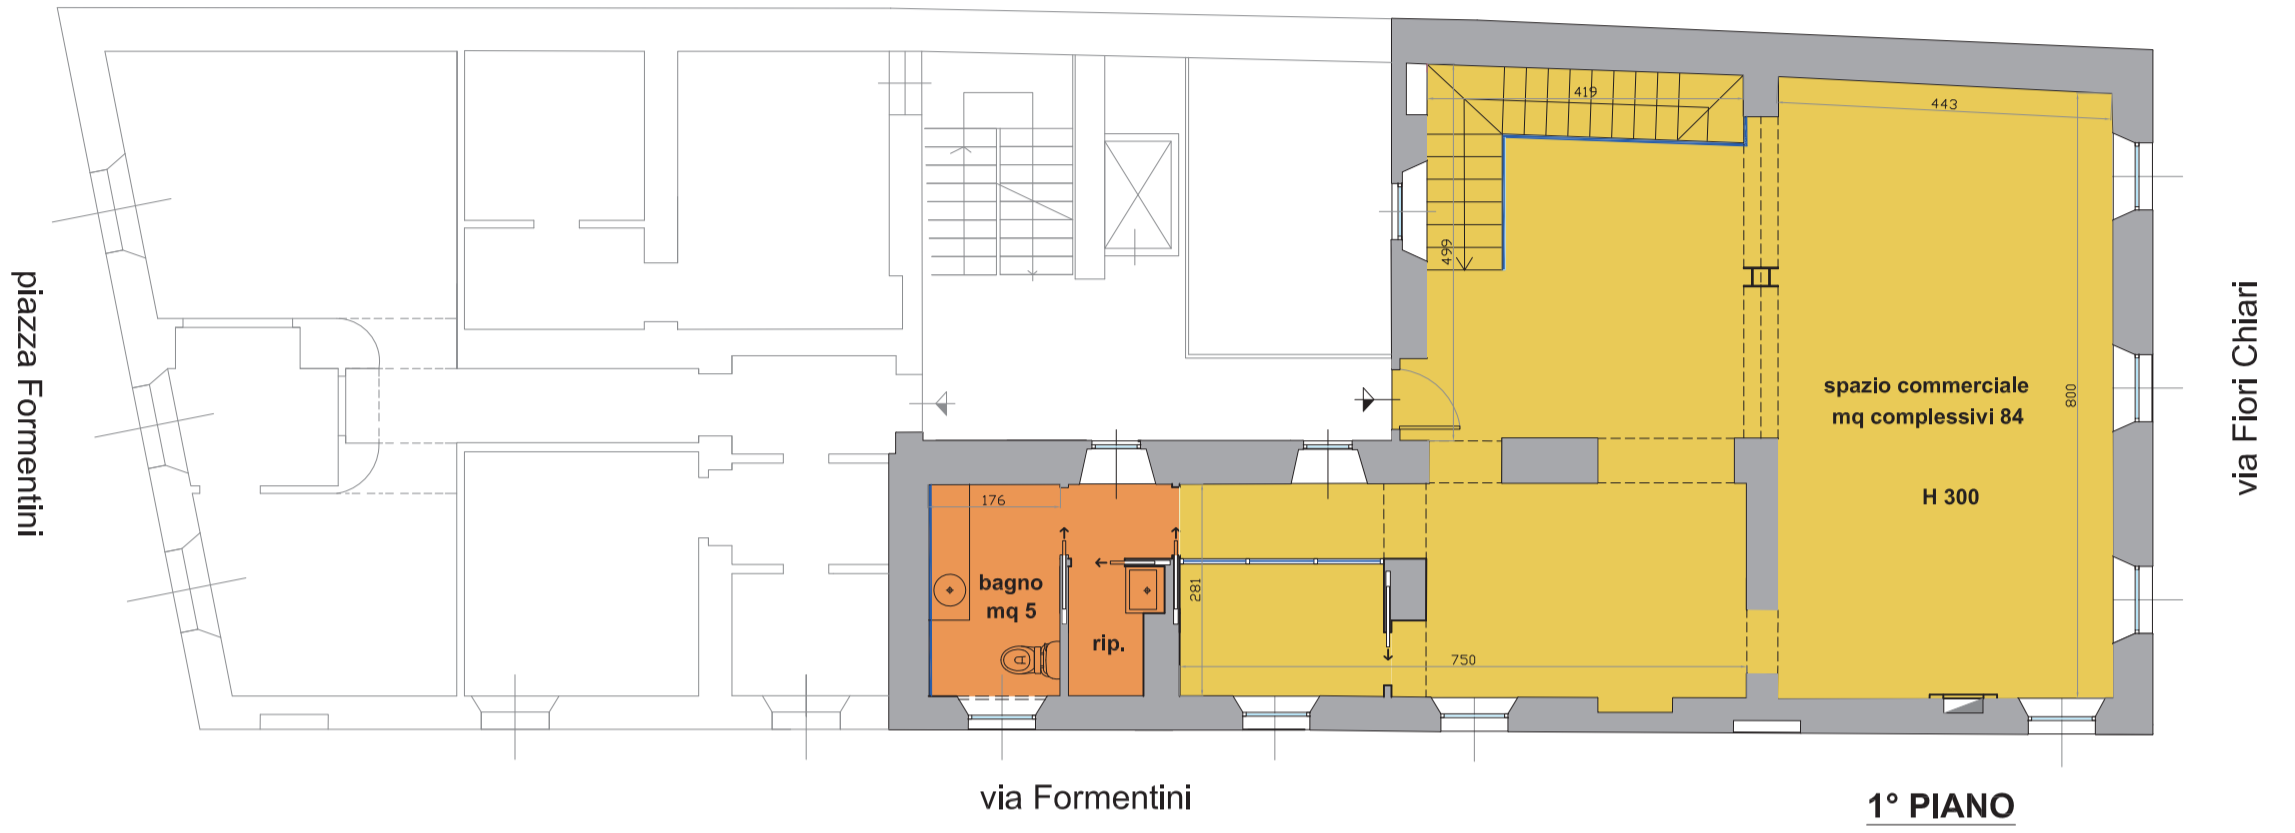 419
443
499
piazza Formentini
via Fiori Chiari
spazio commerciale
mq complessivi 84
800
H 300
176
281
bagno
mq 5
rip.
750
via Formentini
1° PIANO